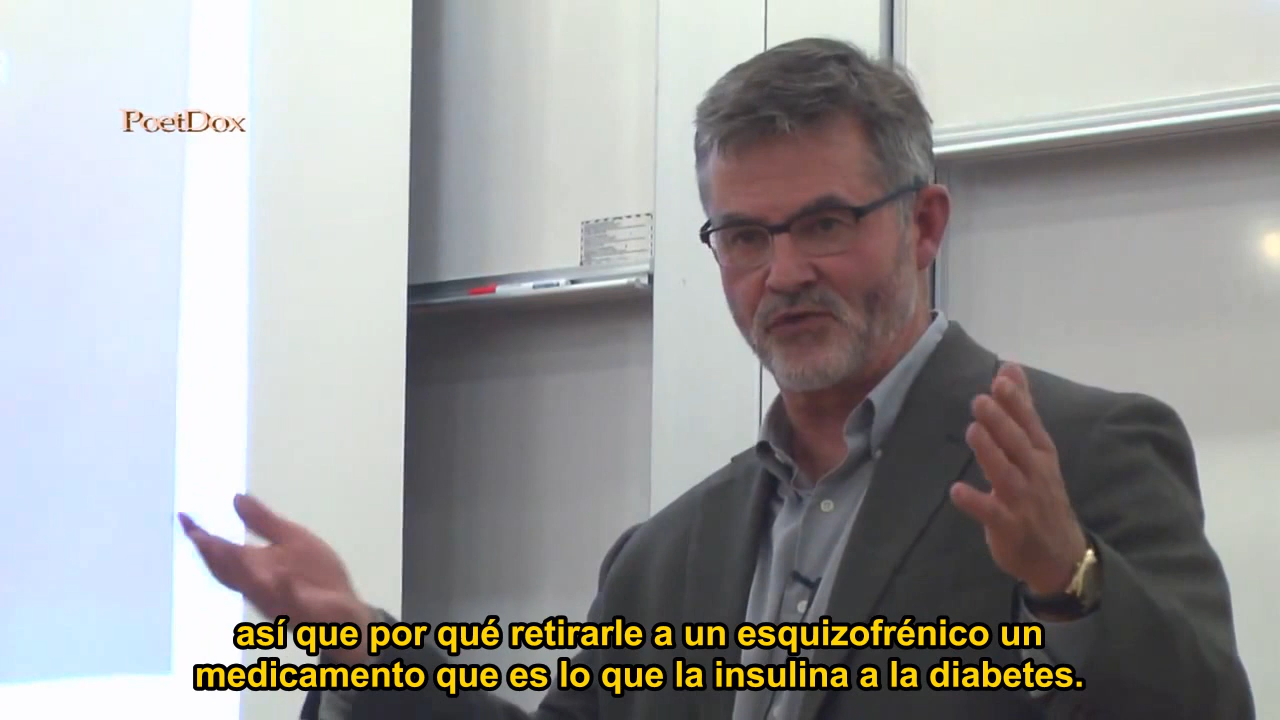 PoetDox
así que por qué retirarle a un esquizofrénico un
medicamento que es lo que la insulina a la diabetes.